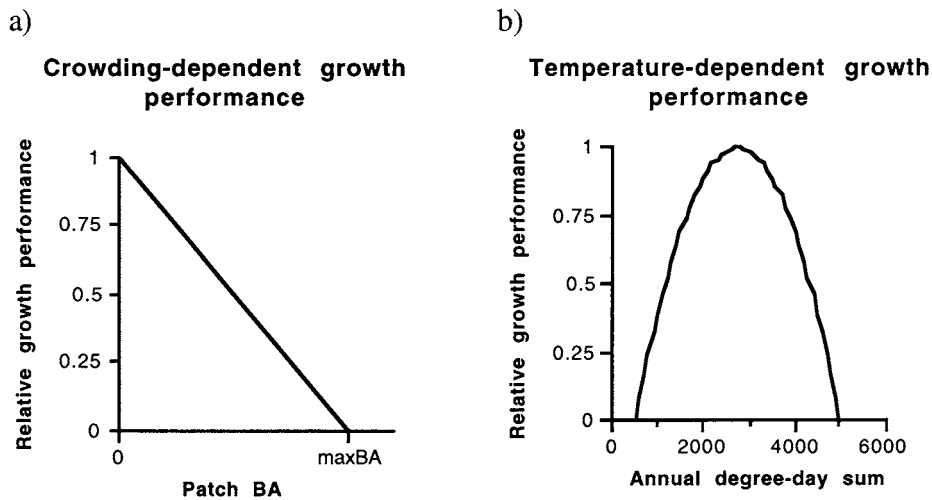 a)
Crowding-dependent growth
performance
Relative growth performance
1
0.75
0.5
0.25
0
0
maxBA
Patch BA
b)
Temperature-dependent growth
performance
Relative growth performance
1
0.75
0.5
0.25
0
0
2000
4000
6000
Annual degree-day sum